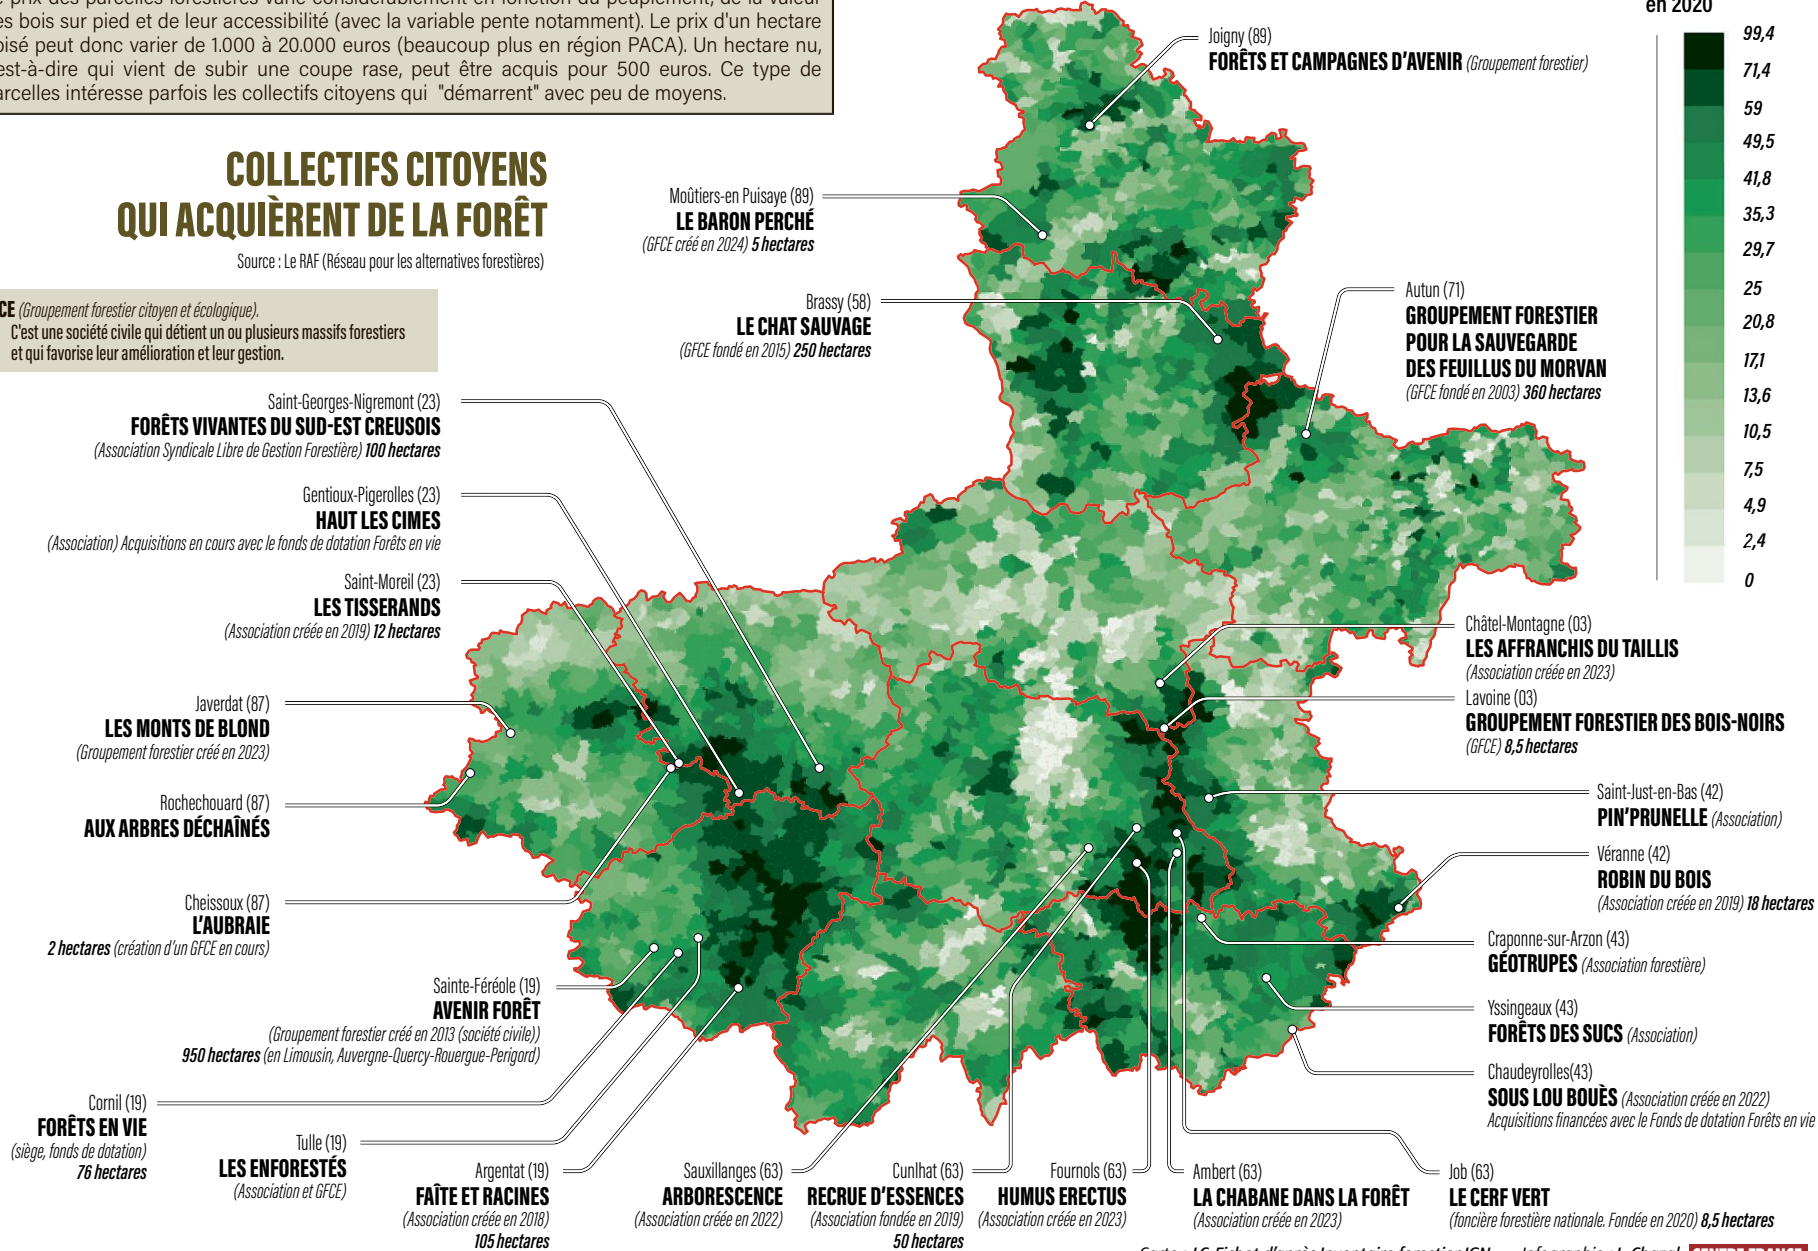 prix des parcelles forestières varie considérablement en fonction du peuplement, de la valeur
es bois sur pied et de leur accessibilité (avec la variable pente notamment). Le prix d'un hectare
oisé peut donc varier de 1.000 à 20.000 euros (beaucoup plus en région PACA). Un hectare nu,
est-à-dire qui vient de subir une coupe rase, peut être acquis pour 500 euros. Ce type de
arcelles intéresse parfois les collectifs citoyens qui "démarrent" avec peu de moyens.
COLLECTIFS CITOYENS
QUI ACQUIÈRENT DE LA FORÊT
Source : Le RAF (Réseau pour les alternatives forestières)
CE (Groupement forestier citoyen et écologique).
C'est une société civile qui détient un ou plusieurs massifs forestiers
et qui favorise leur amélioration et leur gestion.
en 2020
99,4
71,4
59
49,5
41,8
35,3
29,7
25
20,8
17,1
13,6
10,5
7,5
4,9
2,4
0
Joigny (89)
FORÊTS ET CAMPAGNES D'AVENIR (Groupement forestier)
Moûtiers-en Puisaye (89)
LE BARON PERCHÉ
(GFCE créé en 2024) 5 hectares
Brassy (58)
LE CHAT SAUVAGE
(GFCE fondé en 2015) 250 hectares
Autun (71)
GROUPEMENT FORESTIER
POUR LA SAUVEGARDE
DES FEUILLUS DU MORVAN
(GFCE fondé en 2003) 360 hectares
Saint-Georges-Nigremont (23)
FORÊTS VIVANTES DU SUD-EST CREUSOIS
(Association Syndicale Libre de Gestion Forestière) 100 hectares
Gentioux-Pigerolles (23)
HAUT LES CIMES
(Association) Acquisitions en cours avec le fonds de dotation Forêts en vie
Saint-Moreil (23)
LES TISSERANDS
(Association créée en 2019) 12 hectares
Javerdat (87)
LES MONTS DE BLOND
(Groupement forestier créé en 2023)
Rochechouard (87)
AUX ARBRES DÉCHAÎNÉS
Cheissoux (87)
L'AUBRAIE
2 hectares (création d'un GFCE en cours)
Sainte-Féréole (19)
AVENIR FORÊT
(Groupement forestier créé en 2013 (société civile))
950 hectares (en Limousin, Auvergne-Quercy-Rouergue-Perigord)
Cornil (19)
FORÊTS EN VIE
(siège, fonds de dotation)
76 hectares
Tulle (19)
LES ENFORESTÉS
(Association et GFCE)
Argentat (19)
FAÎTE ET RACINES
(Association créée en 2018)
105 hectares
Sauxillanges (63)
ARBORESCENCE
(Association créée en 2022)
Cunlhat (63)
RECRUE D'ESSENCES
(Association fondée en 2019)
50 hectares
Fournols (63)
HUMUS ERECTUS
(Association créée en 2023)
Ambert (63)
LA CHABANE DANS LA FORÊT
(Association créée en 2023)
Job (63)
LE CERF VERT
(foncière forestière nationale. Fondée en 2020) 8,5 hectares
Châtel-Montagne (03)
LES AFFRANCHIS DU TAILLIS
(Association créée en 2023)
Lavoine (03)
GROUPEMENT FORESTIER DES BOIS-NOIRS
(GFCE) 8,5 hectares
Saint-Just-en-Bas (42)
PIN'PRUNELLE (Association)
Véranne (42)
ROBIN DU BOIS
(Association créée en 2019) 18 hectares
Craponne-sur-Arzon (43)
GÉOTRUPES (Association forestière)
Yssingeaux (43)
FORÊTS DES SUCS (Association)
Chaudeyrolles(43)
SOUS LOU BOUÈS (Association créée en 2022)
Acquisitions financées avec le Fonds de dotation Forêts en vie